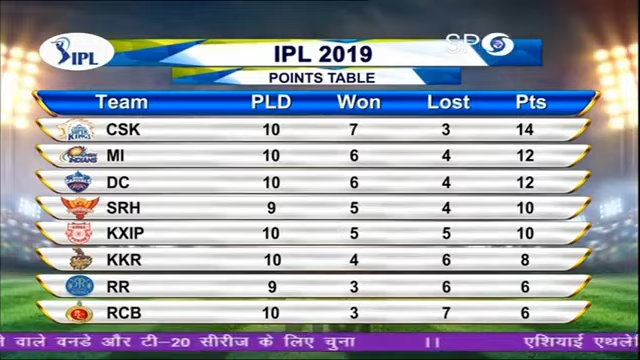 IPL
IPL 2019
SPO
POINTS TABLE
Team PLD Won Lost Pts
CSK 10 7 3 14
MI 10 6 4 12
DC 10 6 4 12
SRH 9 5 4 10
KXIP 10 5 5 10
KKR 10 4 6 8
RR 9 3 6 6
RCB 10 3 7 6
वाले वनडे और टी-20 सीरीज के लिए चुना || एशियाई एथले